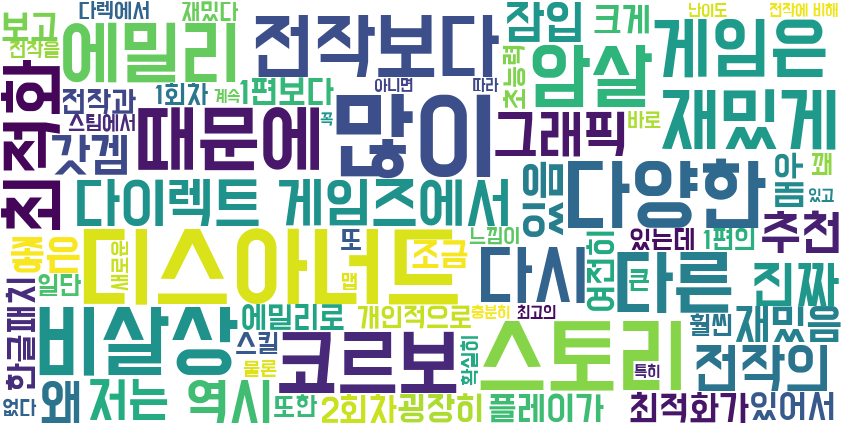 보고
다렉에서
재밌다
전작보다
잠입
크게
난이도
전작에 비해
전작을
에밀리
초능력
암살
게임은
최적화
전작과
1회차
계속
1편보다
아니면
따라
스팀에서
때문에
꼭
많이
그래픽
바로
재밌게
갓겜
다이렉트 게임즈에서
있음
다양한
봄
아
꽤
있고
좋은
새로운
디스아너드
또
조금
느낌이
다시
여전히
있는데
1편의
추천
일단
맵
다른
큰
진짜
한글패치
비살상
에밀리로
개인적으로
충분히
최고의
훨씬
재밌음
스킬
물론
코르보
확실히
스토리
특히
전작의
없다
왜
저는
역시
또한
2회차
굉장히
플레이가
최적화가
있어서